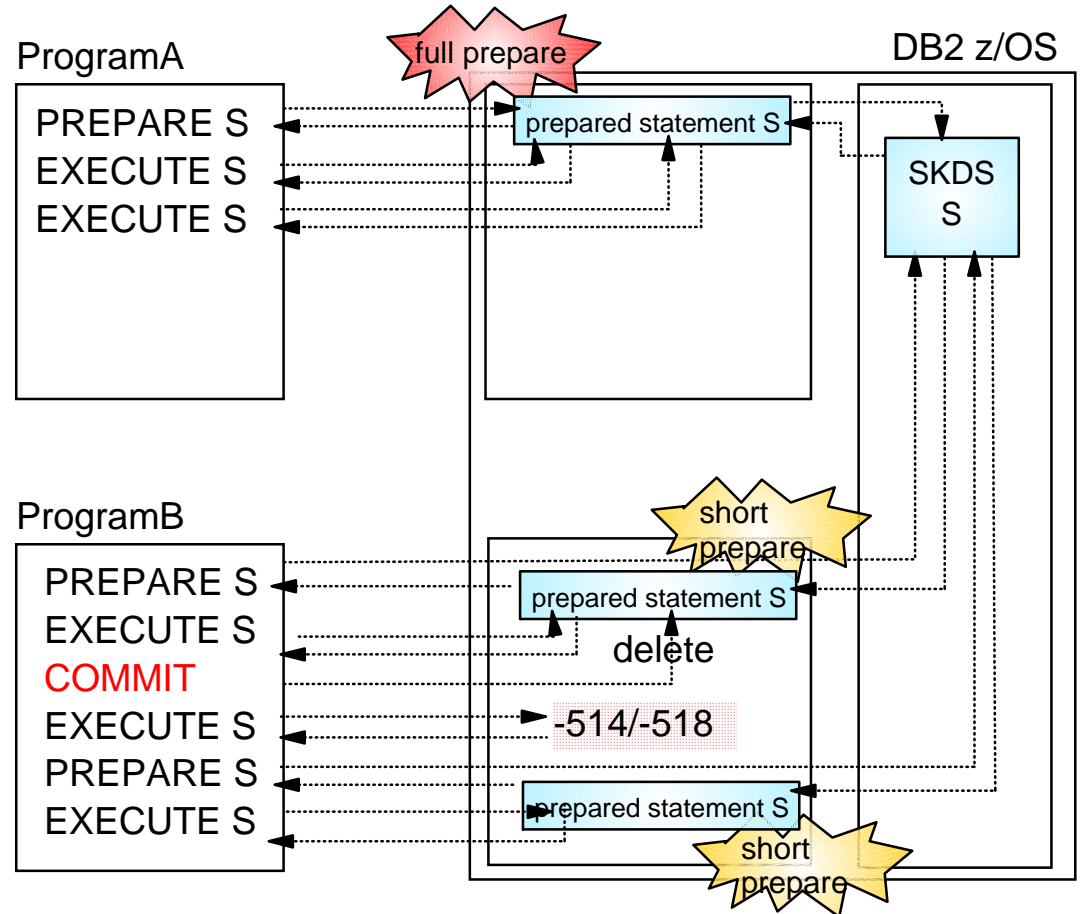 ProgramA
full prepare
DB2 z/OS
PREPARE S
EXECUTE S
EXECUTE S
prepared statement S
SKDS
S
ProgramB
PREPARE S
EXECUTE S
COMMIT
EXECUTE S
PREPARE S
EXECUTE S
short
prepare
prepared statement S
delete
-514/-518
prepared statement S
short
prepare